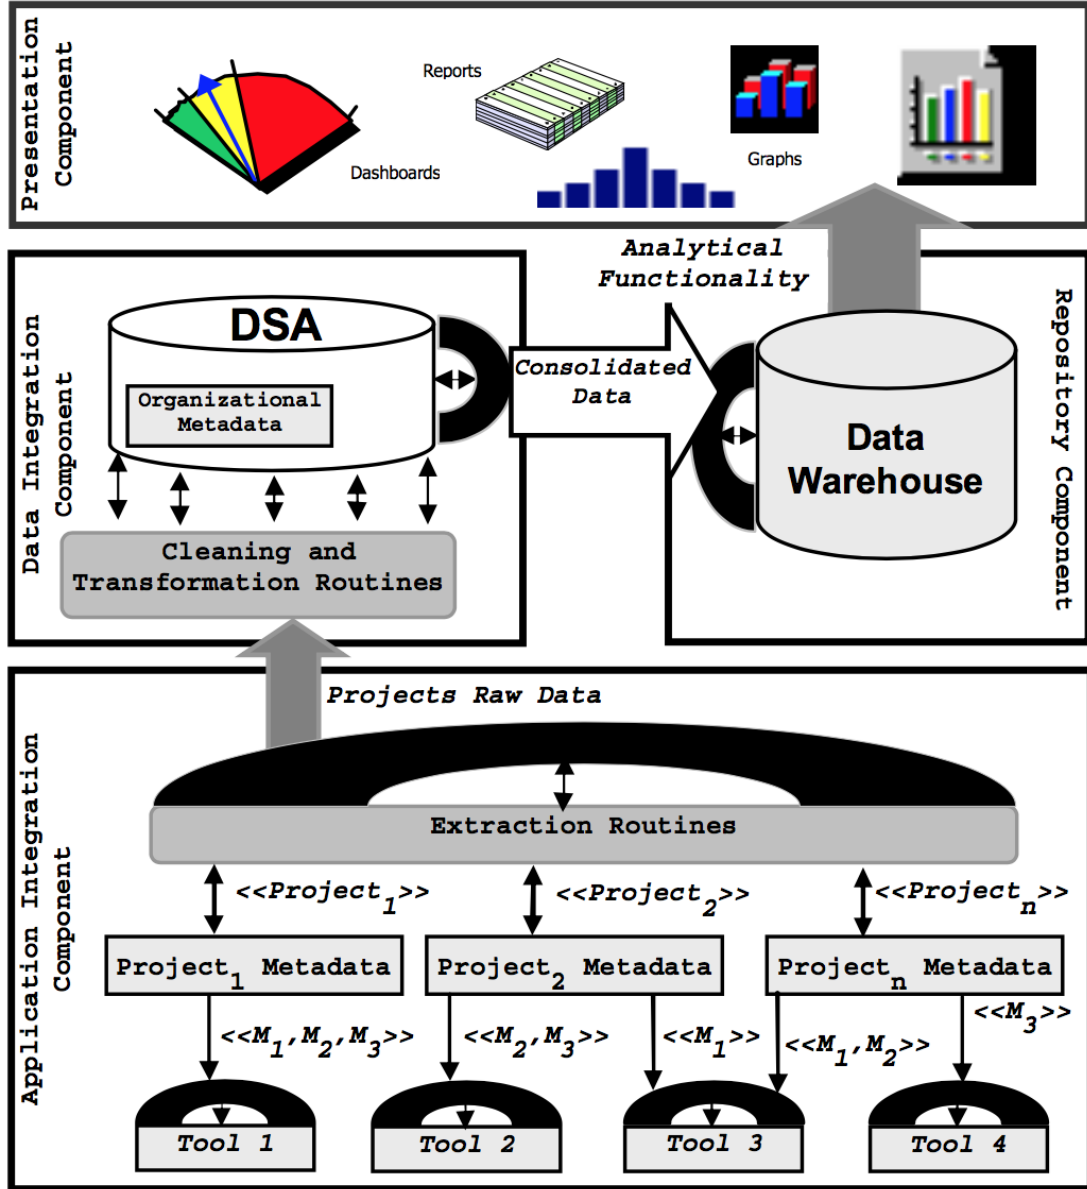 Presentation
Component
Reports
Dashboards
Graphs
Analytical
Functionality
Data Integration
Component
DSA
Organizational
Metadata
Cleaning and
Transformation Routines
Consolidated
Data
Data
Warehouse
Repository Component
Application Integration
Component
Projects Raw Data
Extraction Routines
<<Project1>>
<<Project2>>
<<Projectn>>
Project1 Metadata
Project2 Metadata
Projectn Metadata
<<M1,M2,M3>>
<<M2,M3>>
<<M1>>
<<M1,M2>>
<<M3>>
Tool 1
Tool 2
Tool 3
Tool 4